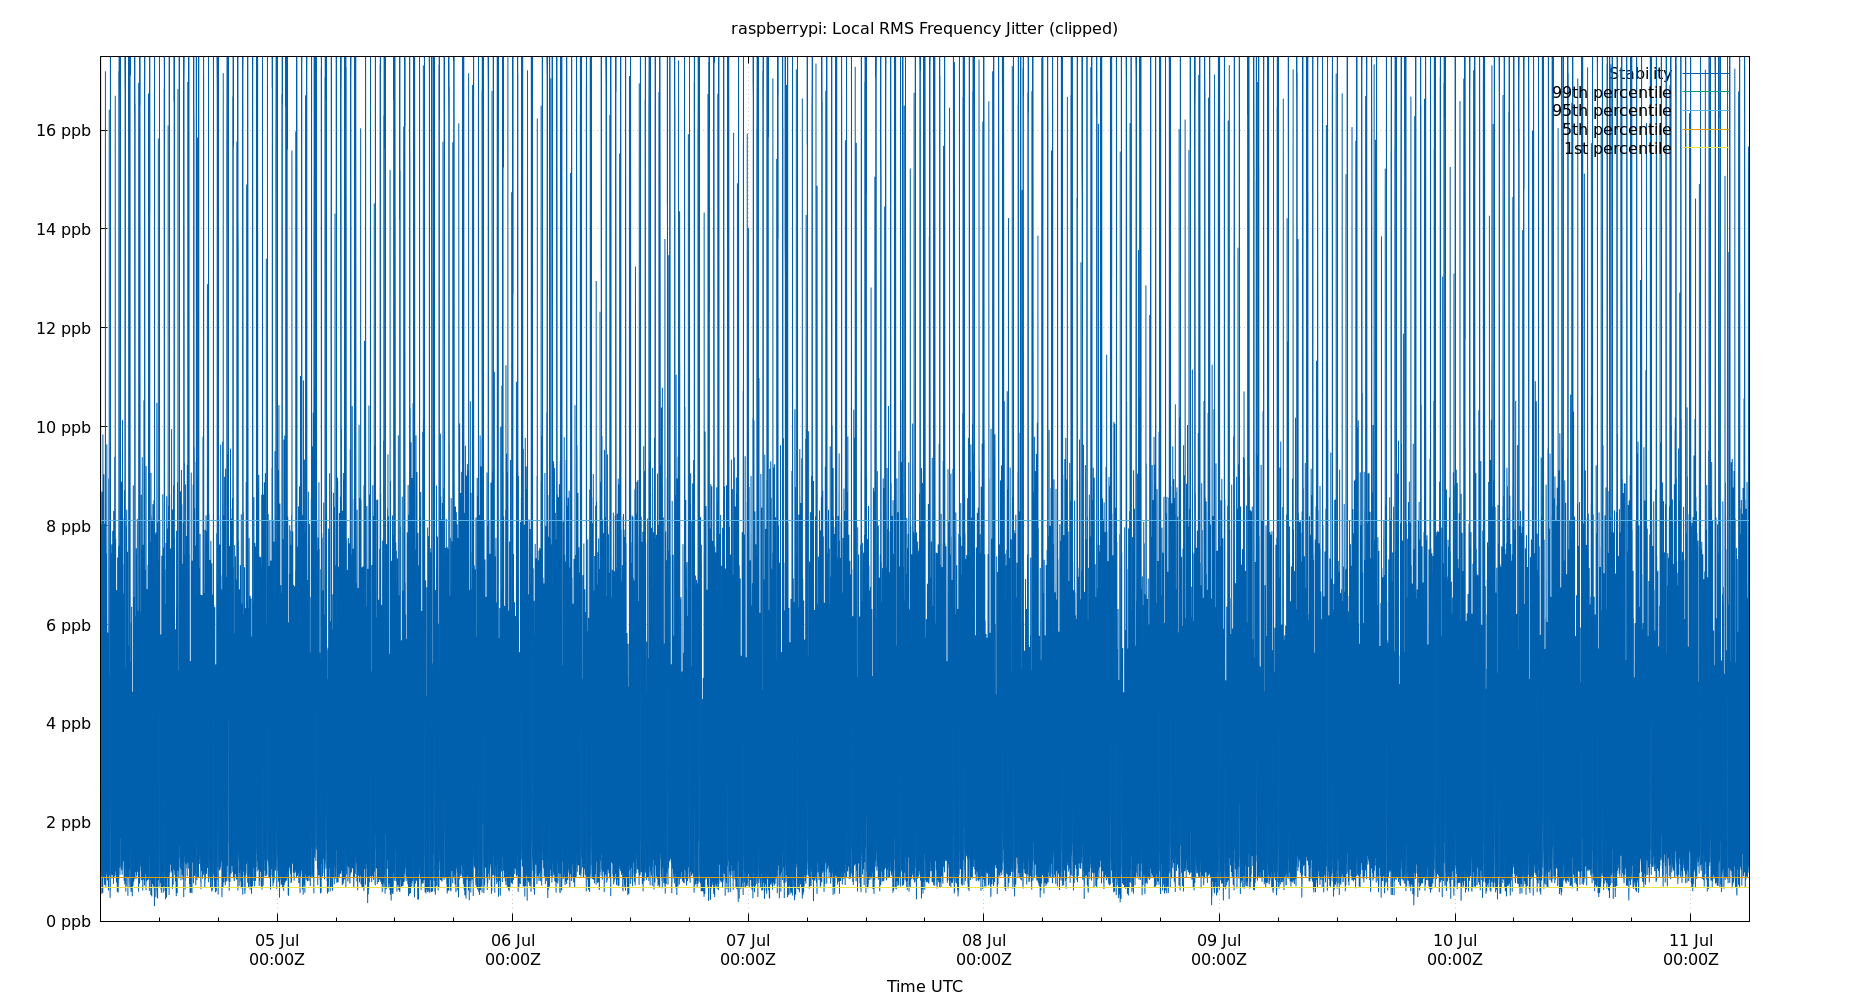 raspberrypi: Local RMS Frequency Jitter (clipped)
Stability
99th percentile
95th percentile
5th percentile
1st percentile
16 ppb
14 ppb
12 ppb
10 ppb
8 ppb
6 ppb
4 ppb
2 ppb
0 ppb
05 Jul 06 Jul 07 Jul 08 Jul 09 Jul 10 Jul 11 Jul
00:00Z 00:00Z 00:00Z 00:00Z 00:00Z 00:00Z 00:00Z
Time UTC